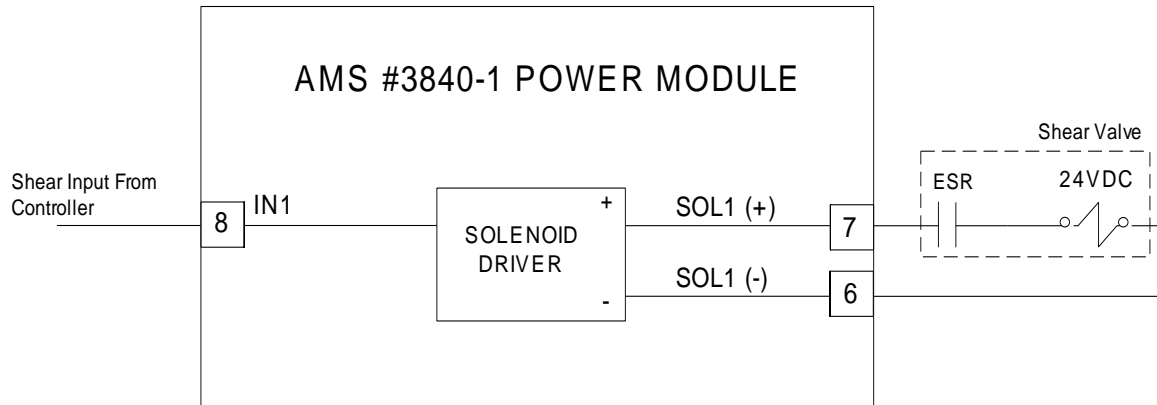 AMS #3840-1 POWER MODULE
Shear Valve
Shear Input From
Controller
8
IN1
SOLENOID
DRIVER
+
-
SOL1 (+)
7
SOL1 (-)
6
ESR
24VDC